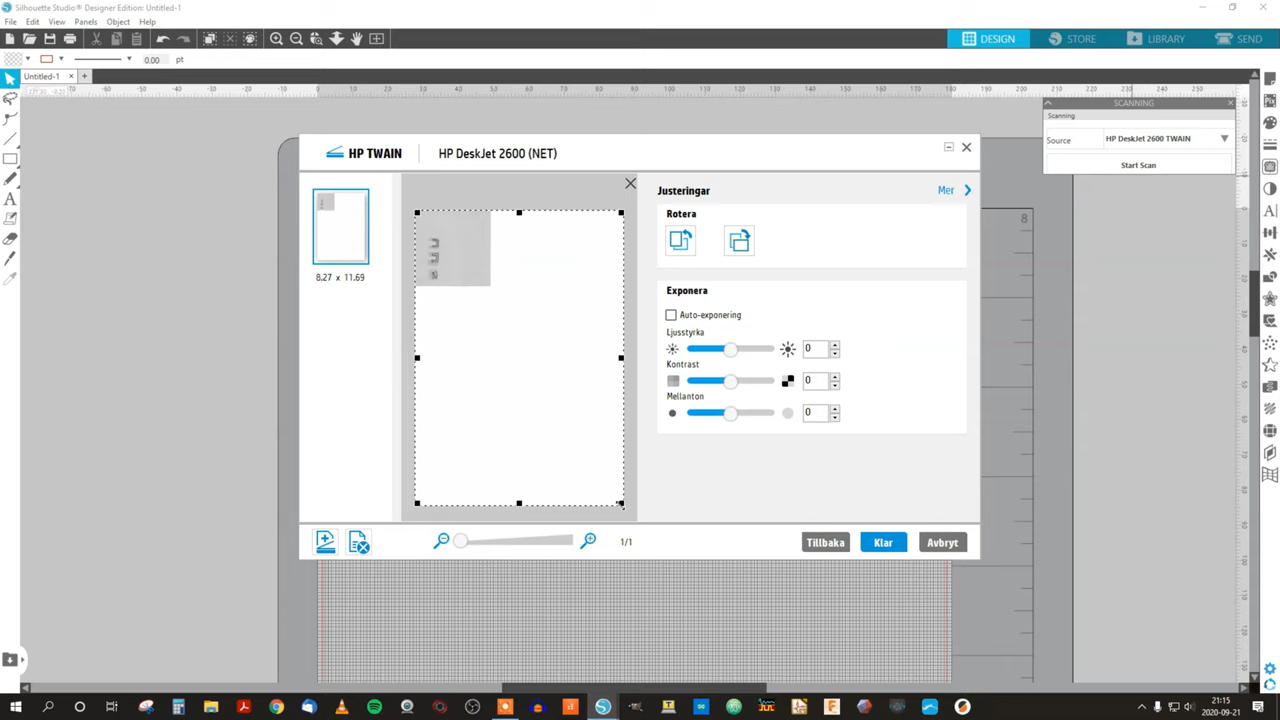 Silhouette Studio® Designer Edition: Untitled-1
File Edit View Panels Object Help
DESIGN
STORE
LIBRARY
SEND
0.00 pt
Untitled-1
SCANNING
Scanning
Source HP DeskJet 2600 TWAIN
Start Scan
HP TWAIN
HP DeskJet 2600 (NET)
8.27 x 11.69
Justeringar
Mer
Rotera
Exponera
Auto-exponering
Ljusstyrka
0
Kontrast
0
Mellanton
0
1/1
Tillbaka
Klar
Avbryt
8
21:15
2020-09-21